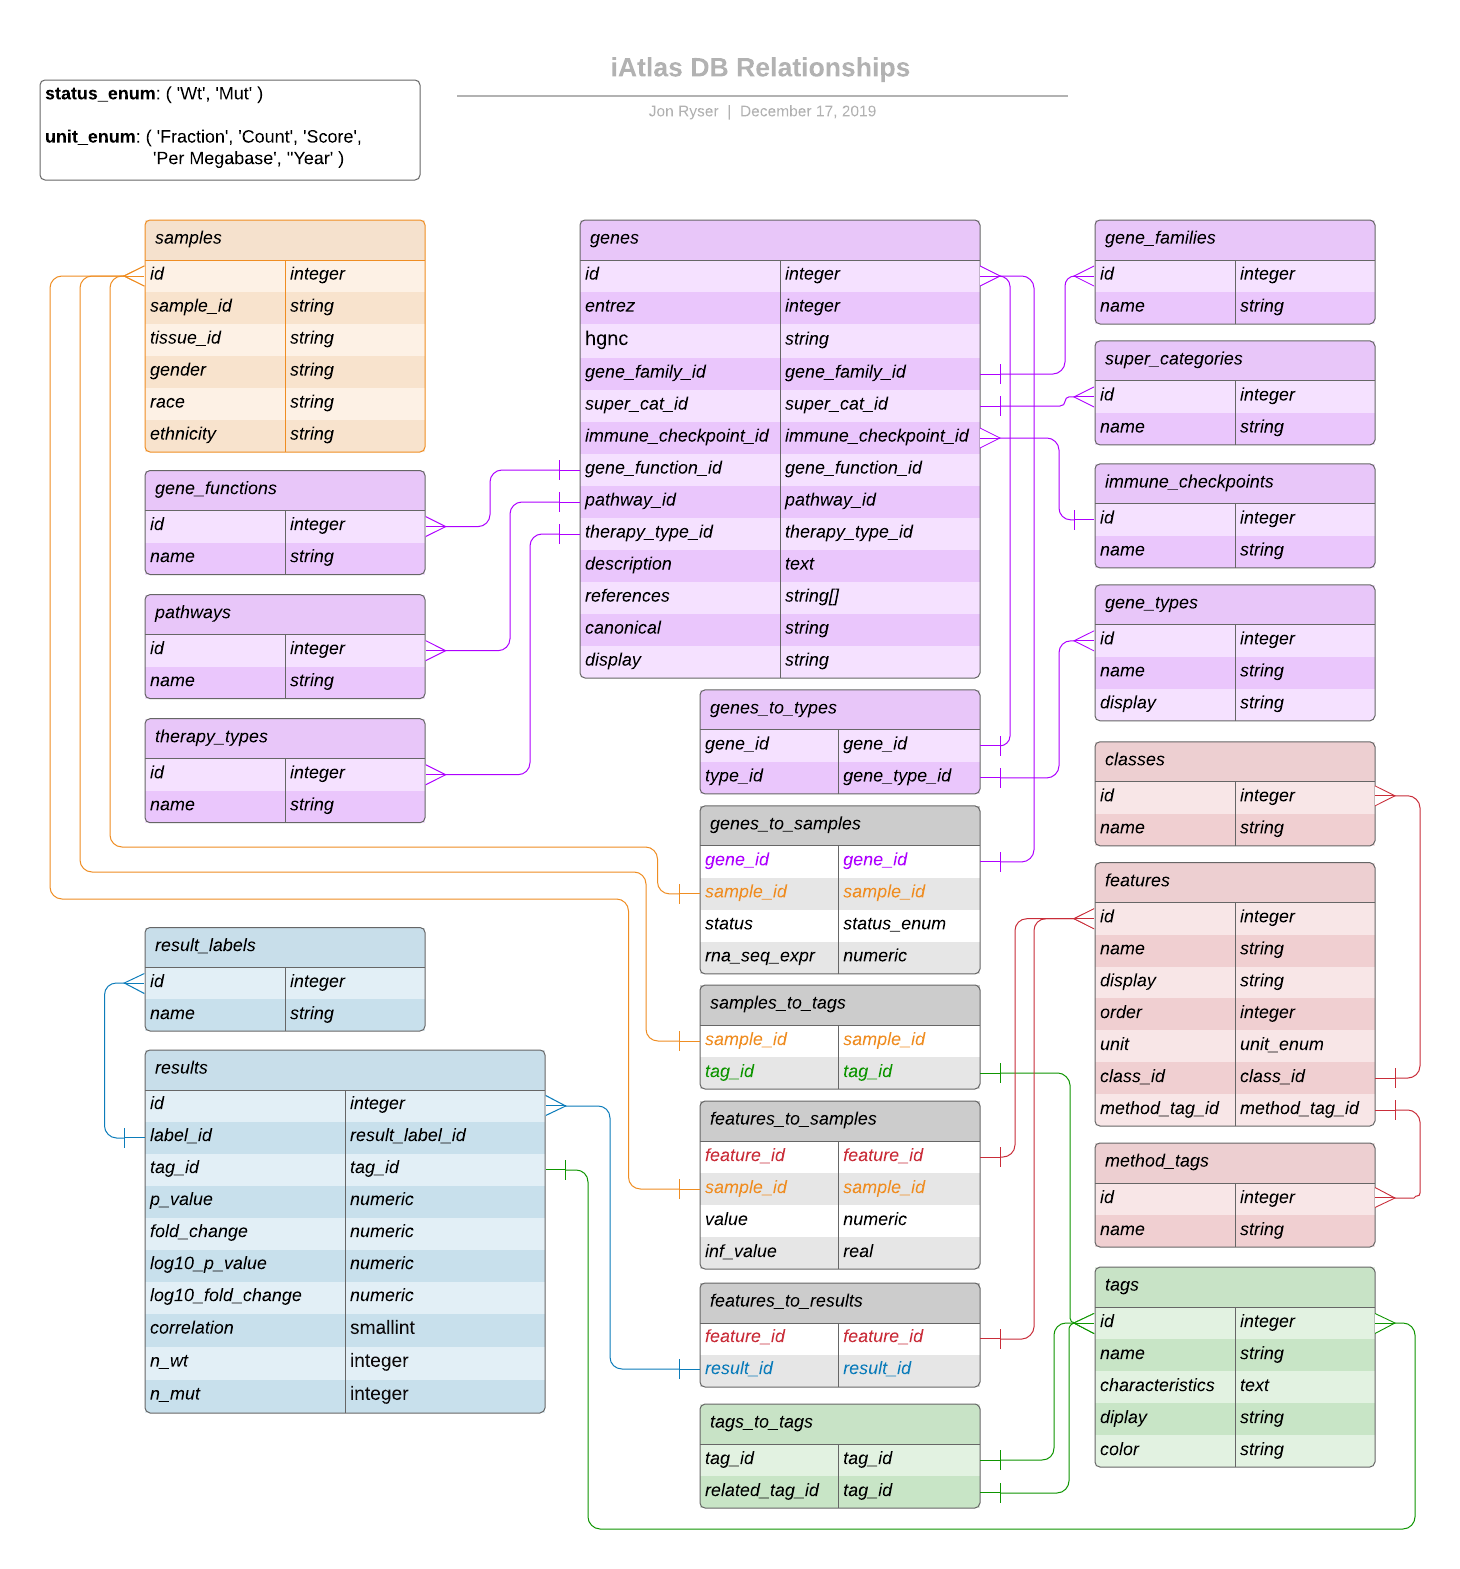 iAtlas DB Relationships
Jon Ryser | December 17, 2019
status_enum: ( 'Wt', 'Mut' )
unit_enum: ( 'Fraction', 'Count', 'Score',
'Per Megabase', "Year' )
samples
id integer
sample_id string
tissue_id string
gender string
race string
ethnicity string
gene_functions
id integer
name string
pathways
id integer
name string
therapy_types
id integer
name string
result_labels
id integer
name string
results
id integer
label_id result_label_id
tag_id tag_id
p_value numeric
fold_change numeric
log10_p_value numeric
log10_fold_change numeric
correlation smallint
n_wt integer
n_mut integer
genes
id integer
entrez integer
hgnc string
gene_family_id gene_family_id
super_cat_id super_cat_id
immune_checkpoint_id immune_checkpoint_id
gene_function_id gene_function_id
pathway_id pathway_id
therapy_type_id therapy_type_id
description text
references string[]
canonical string
display string
genes_to_types
gene_id gene_id
type_id gene_type_id
genes_to_samples
gene_id gene_id
sample_id sample_id
status status_enum
rna_seq_expr numeric
samples_to_tags
sample_id sample_id
tag_id tag_id
features_to_samples
feature_id feature_id
sample_id sample_id
value numeric
inf_value real
features_to_results
feature_id feature_id
result_id result_id
tags_to_tags
tag_id tag_id
related_tag_id tag_id
gene_families
id integer
name string
super_categories
id integer
name string
immune_checkpoints
id integer
name string
gene_types
id integer
name string
display string
classes
id integer
name string
features
id integer
name string
display string
order integer
unit unit_enum
class_id class_id
method_tag_id method_tag_id
method_tags
id integer
name string
tags
id integer
name string
characteristics text
diplay string
color string